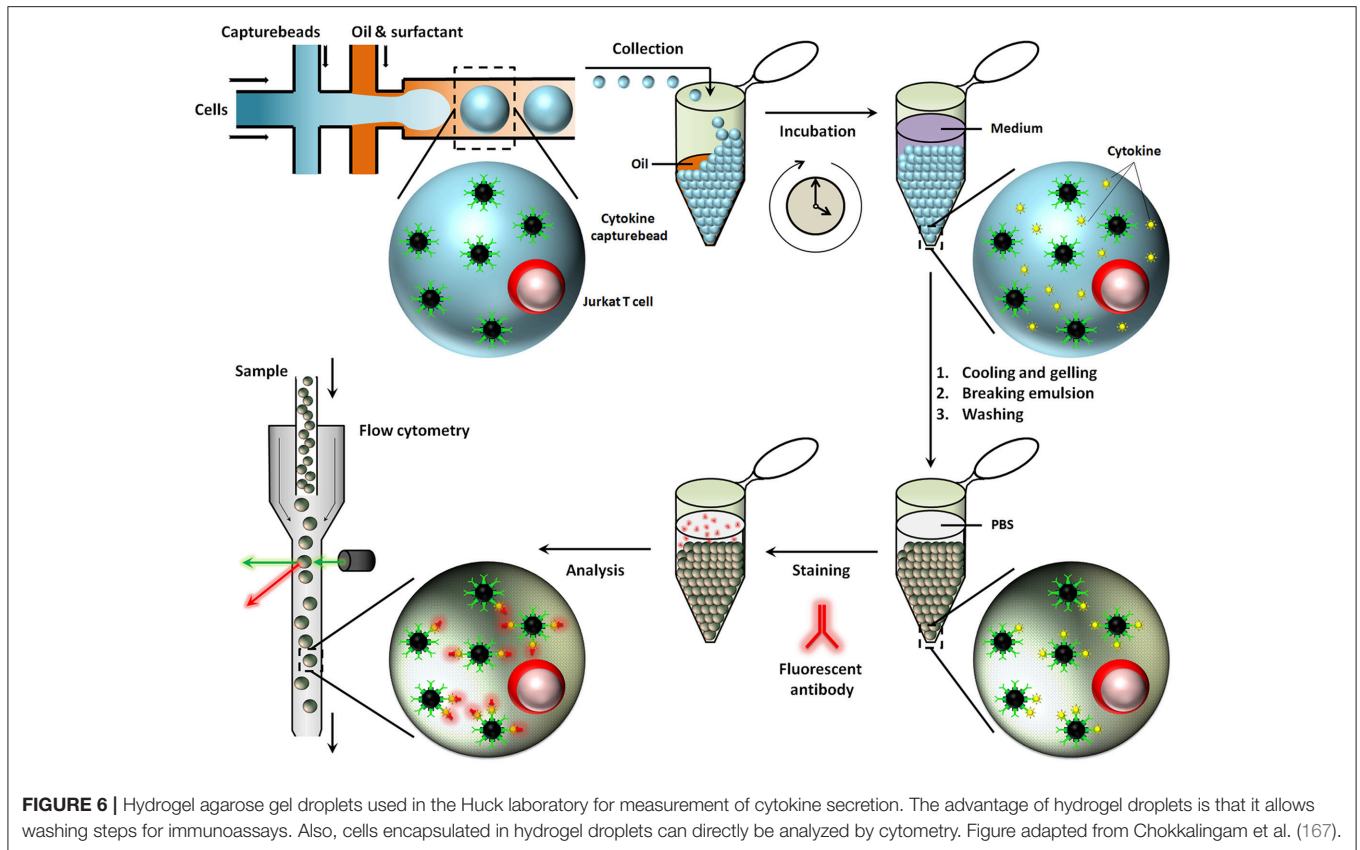 Capturebeads
Oil & surfactant
Collection
Cells
Incubation
Medium
Oil
Cytokine
Cytokine
capturebead
Jurkat T cell
1. Cooling and gelling
2. Breaking emulsion
3. Washing
Sample
Flow cytometry
PBS
Analysis
Staining
Fluorescent
antibody
FIGURE 6 | Hydrogel agarose gel droplets used in the Huck laboratory for measurement of cytokine secretion. The advantage of hydrogel droplets is that it allows
washing steps for immunoassays. Also, cells encapsulated in hydrogel droplets can directly be analyzed by cytometry. Figure adapted from Chokkalingam et al. (167).